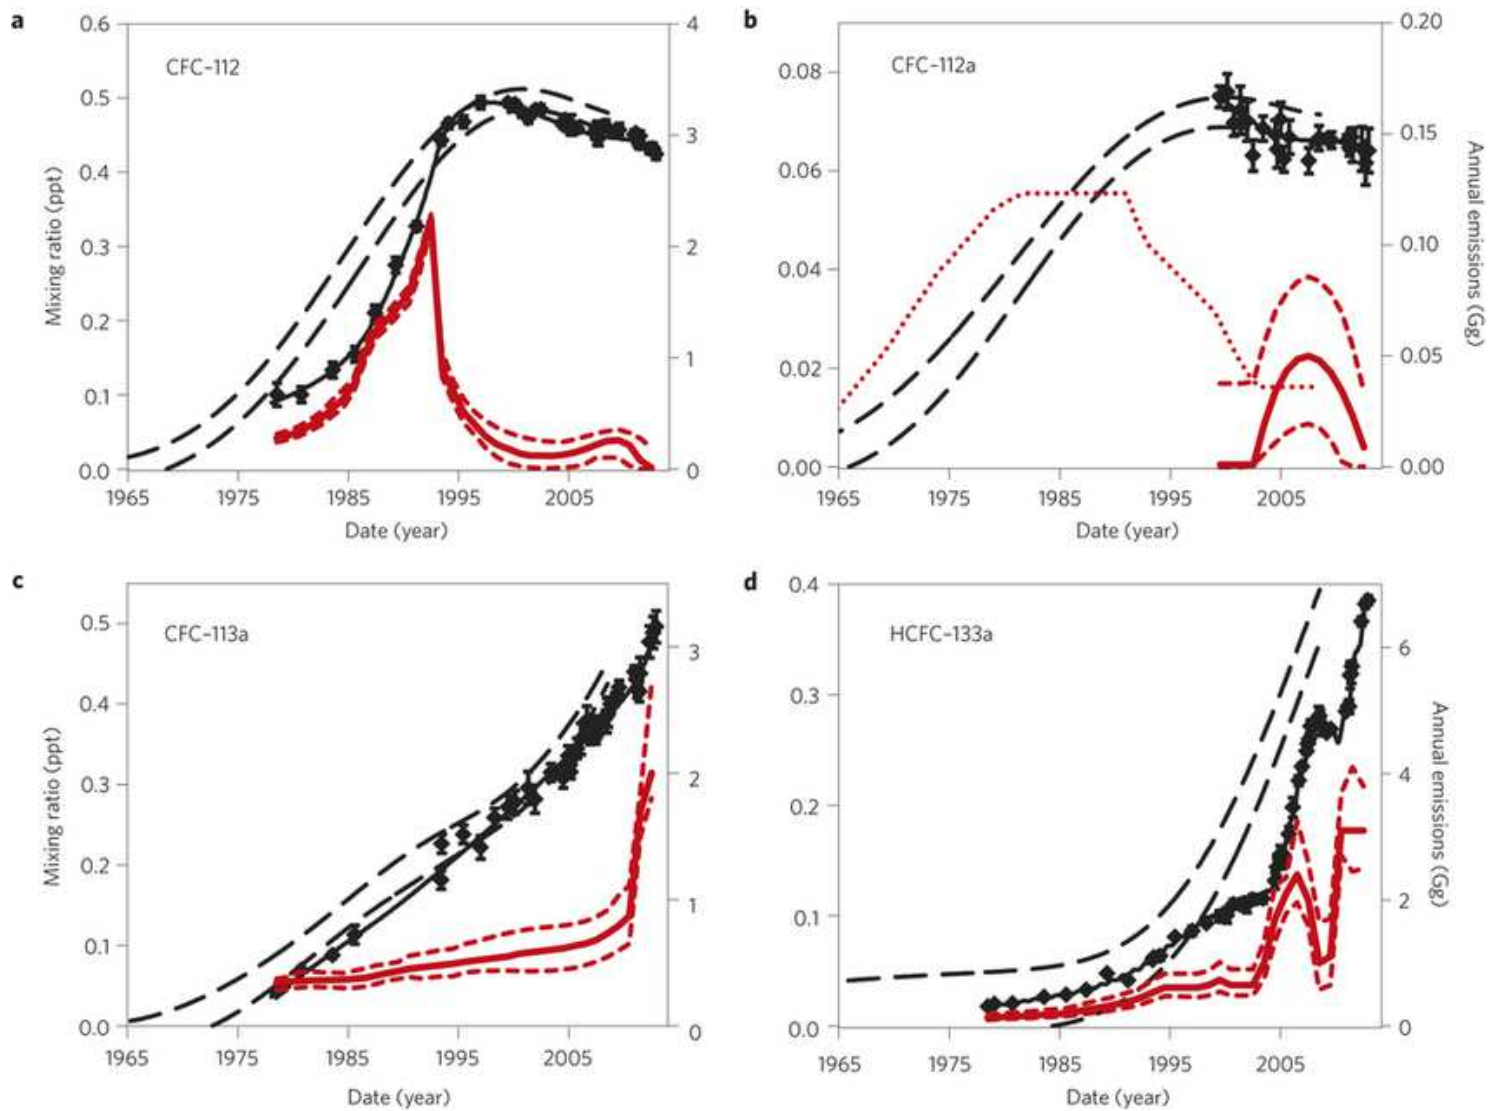 a
CFC-112
Mixing ratio (ppt)
0.6
0.5
0.4
0.3
0.2
0.1
0.0
4
3
2
1
0
1965 1975 1985 1995 2005
Date (year)
b
CFC-112a
0.08
0.06
0.04
0.02
0.00
0.20
0.15
0.10
0.05
0.00
Annual emissions (Gg)
1965 1975 1985 1995 2005
Date (year)
c
CFC-113a
Mixing ratio (ppt)
0.5
0.4
0.3
0.2
0.1
0.0
3
2
1
0
1965 1975 1985 1995 2005
Date (year)
d
HCFC-133a
0.4
0.3
0.2
0.1
0.0
6
4
2
0
Annual emissions (Gg)
1965 1975 1985 1995 2005
Date (year)